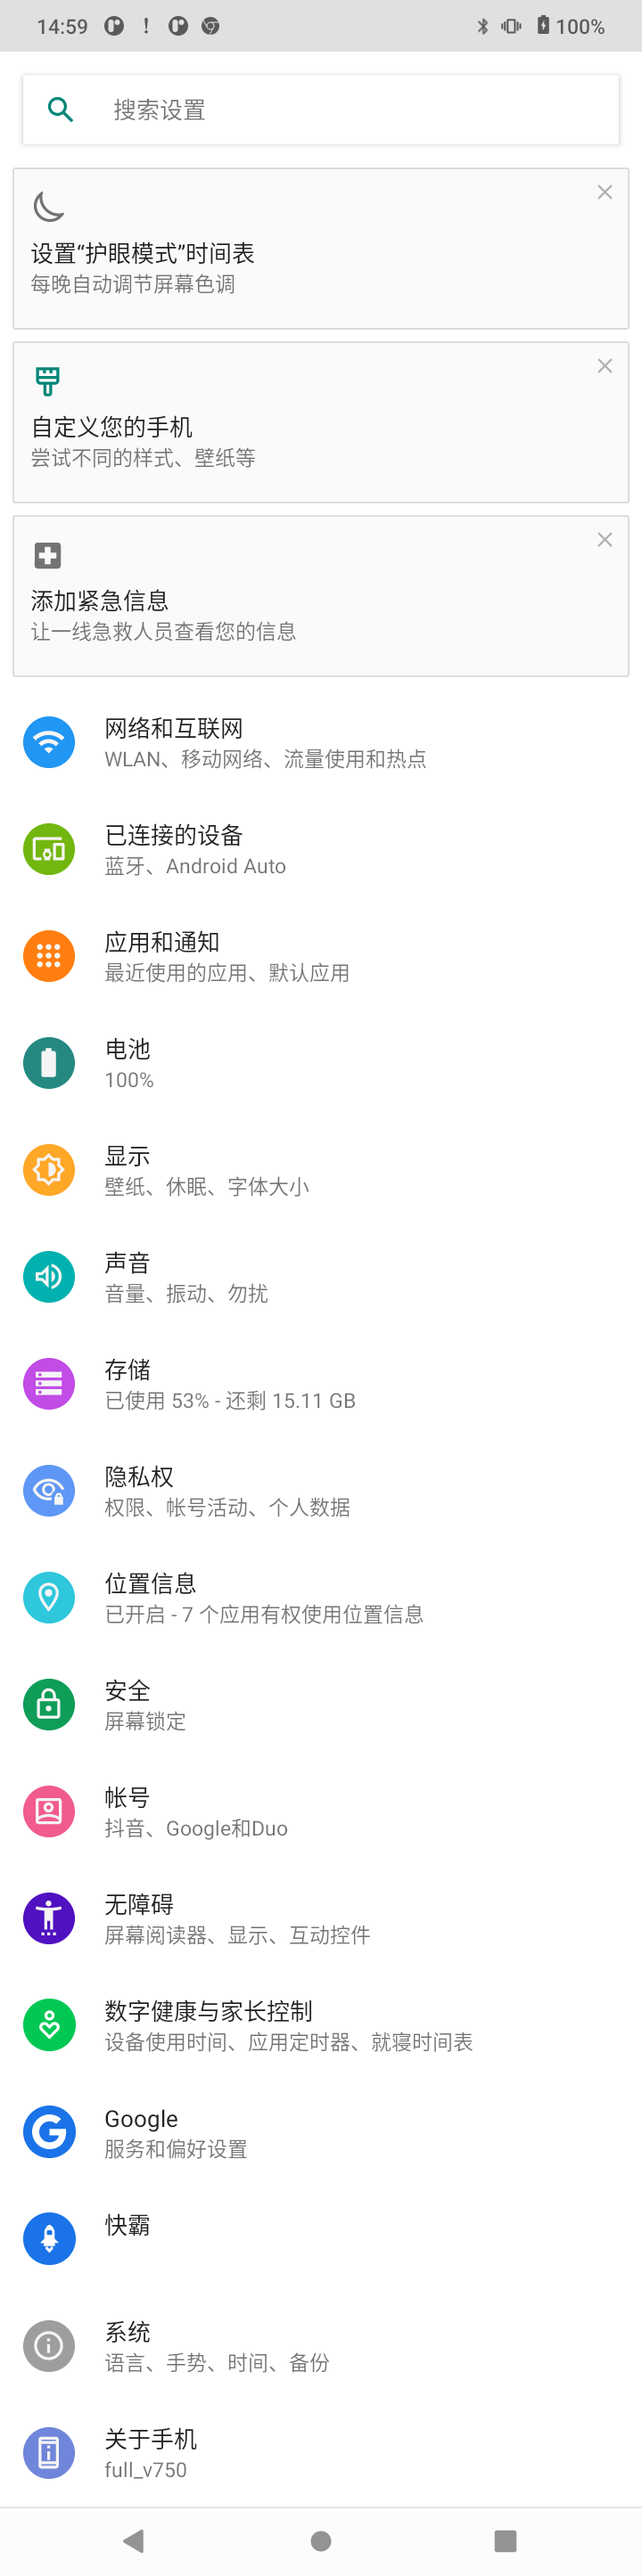 14:59
100%
搜索设置
设置“护眼模式”时间表
每晚自动调节屏幕色调
自定义您的手机
尝试不同的样式、壁纸等
添加紧急信息
让一线急救人员查看您的信息
网络和互联网
WLAN、移动网络、流量使用和热点
已连接的设备
蓝牙、Android Auto
应用和通知
最近使用的应用、默认应用
电池
100%
显示
壁纸、休眠、字体大小
声音
音量、振动、勿扰
存储
已使用 53% - 还剩 15.11 GB
隐私权
权限、帐号活动、个人数据
位置信息
已开启 - 7 个应用有权使用位置信息
安全
屏幕锁定
帐号
抖音、Google和Duo
无障碍
屏幕阅读器、显示、互动控件
数字健康与家长控制
设备使用时间、应用定时器、就寝时间表
Google
服务和偏好设置
快霸
系统
语言、手势、时间、备份
关于手机
full_v750